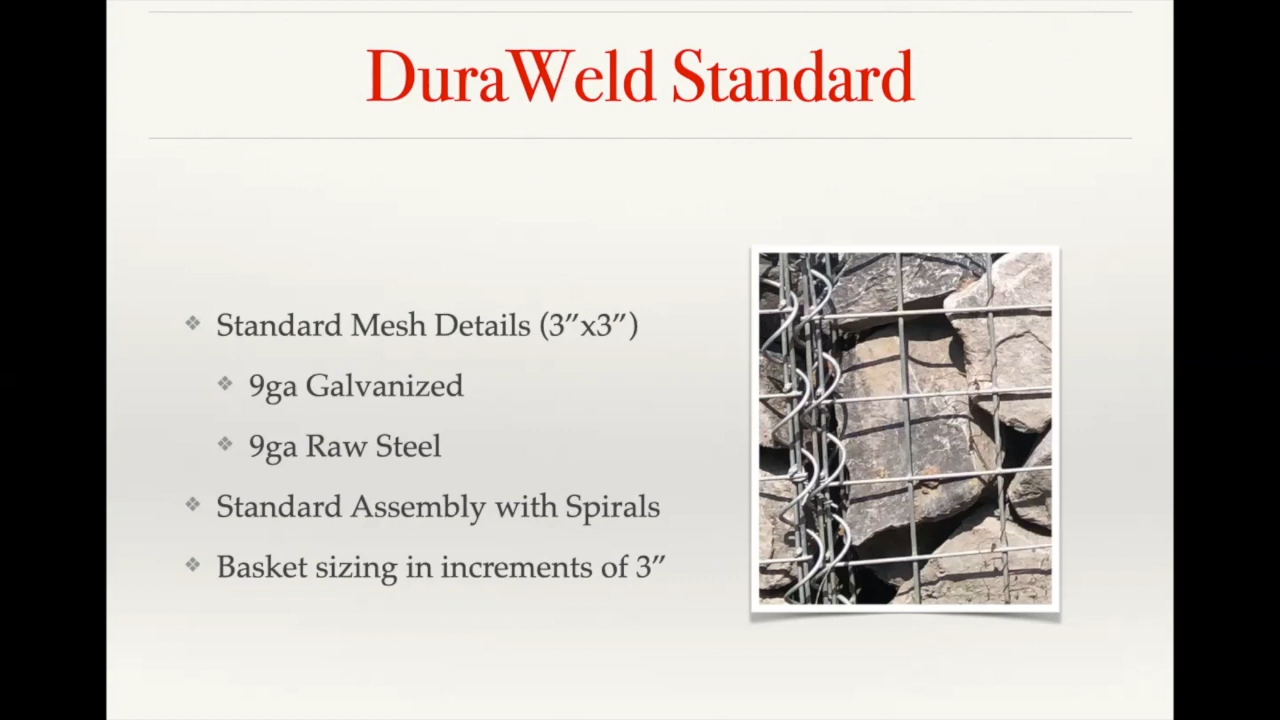 DuraWeld Standard
Standard Mesh Details (3”x3”)
9ga Galvanized
9ga Raw Steel
Standard Assembly with Spirals
Basket sizing in increments of 3”